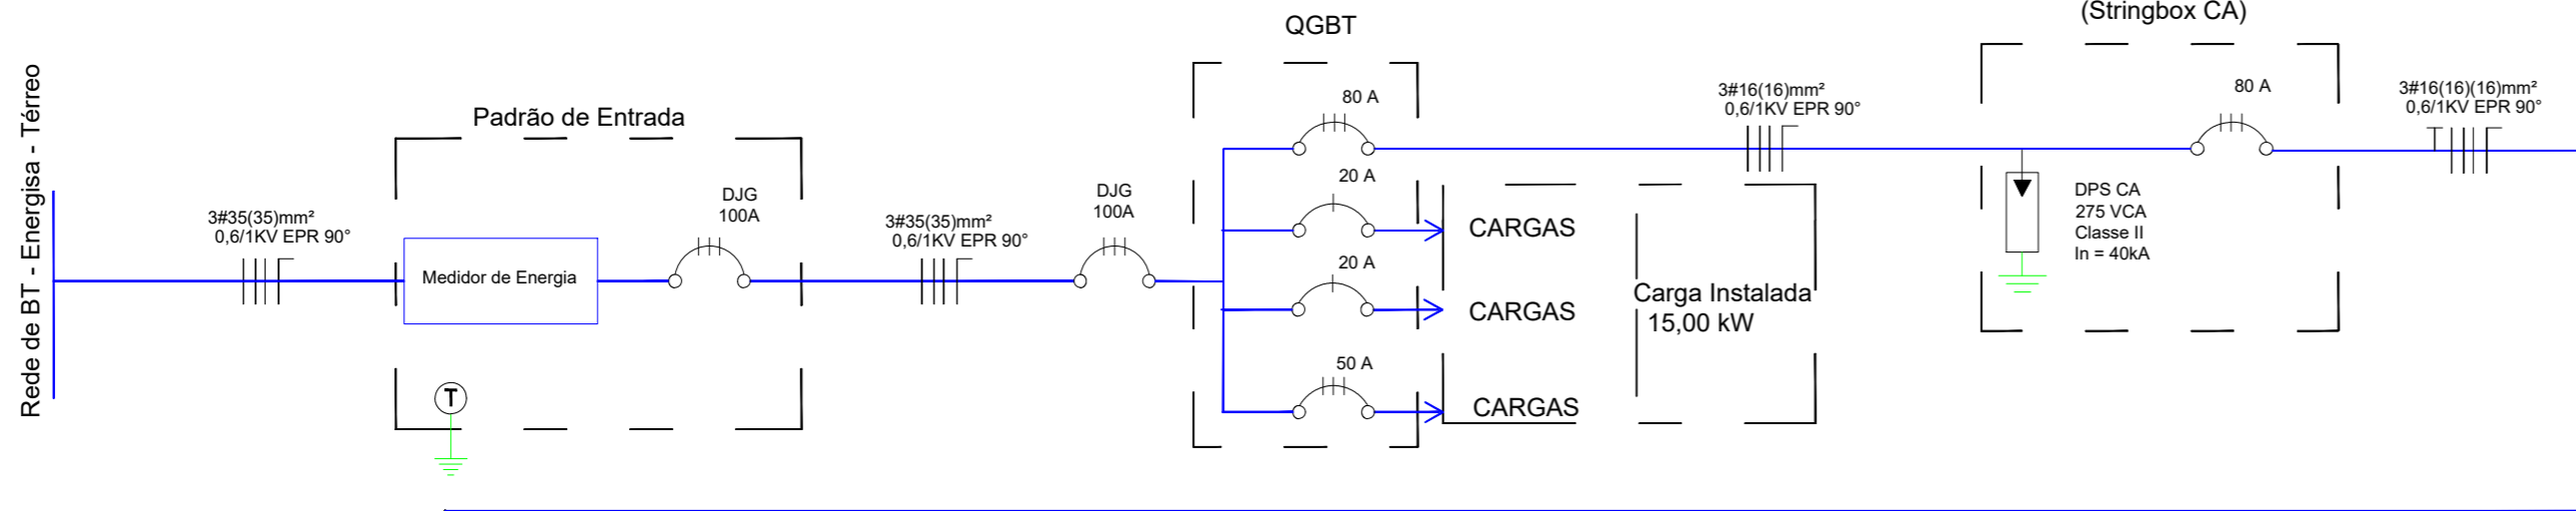 Rede de BT - Energisa - Térreo
3#35(35)mm²
0,6/1KV EPR 90°
Padrão de Entrada
Medidor de Energia
DJG
100A
T
3#35(35)mm²
0,6/1KV EPR 90°
DJG
100A
QGBT
80 A
20 A
20 A
50 A
CARGAS
CARGAS
CARGAS
Carga Instalada
15,00 kW
3#16(16)mm²
0,6/1KV EPR 90°
(Stringbox CA)
80 A
DPS CA
275 VCA
Classe II
In = 40kA
3#16(16)(16)mm²
0,6/1KV EPR 90°